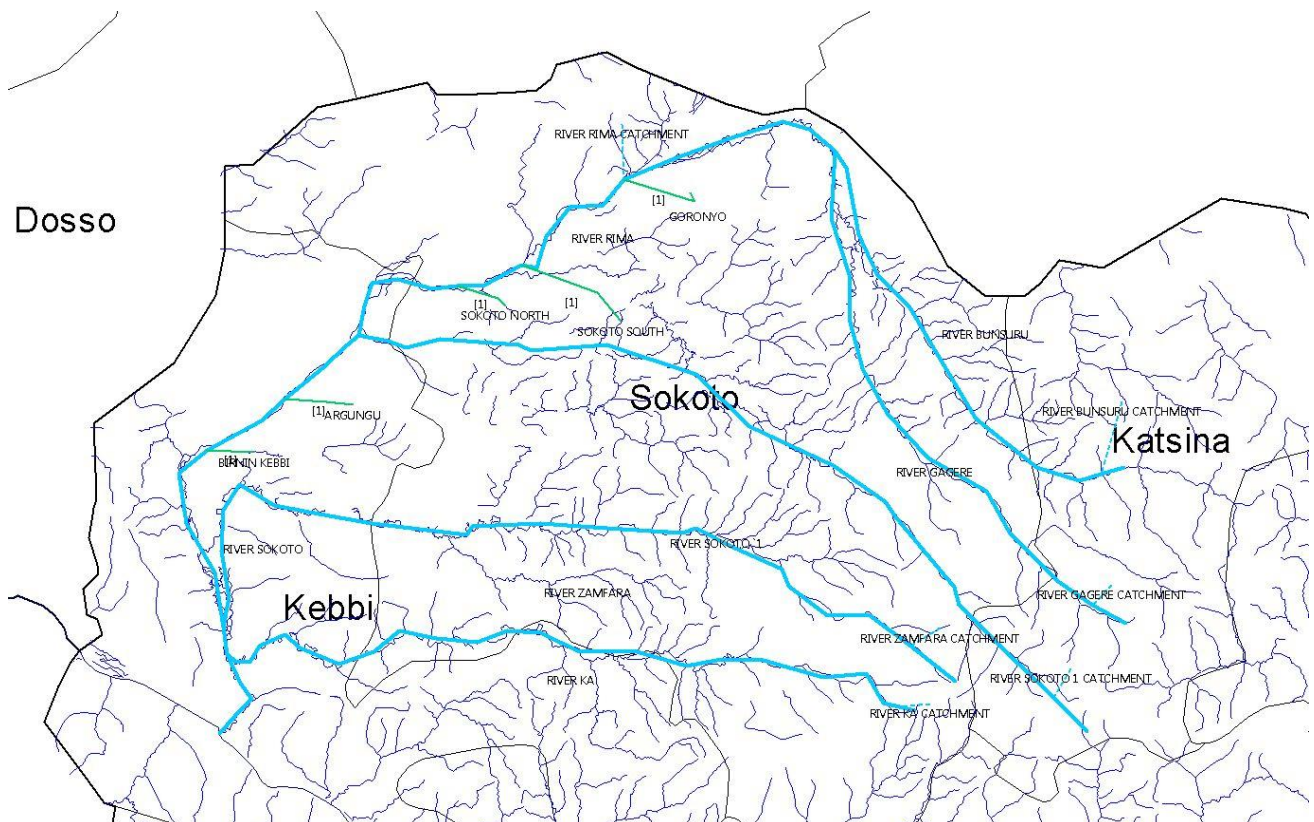 RIVER RIMA CATCHMENT
[1]
GORONYO
Dosso
RIVER RIMA
[1]
[1]
SOKOTO NORTH
SOKOTO SOUTH
RIVER BUNSURU
Sokoto
[1]
ARGUNGU
RIVER BUNSURU CATCHMENT
Katsina
[1]
BIRNIN KEBBI
RIVER GAGERE
RIVER SOKOTO
RIVER SOKOTO 1
RIVER ZAMFARA
RIVER GAGERE CATCHMENT
Kebbi
RIVER ZAMFARA CATCHMENT
RIVER KA
RIVER SOKOTO 1 CATCHMENT
RIVER KA CATCHMENT